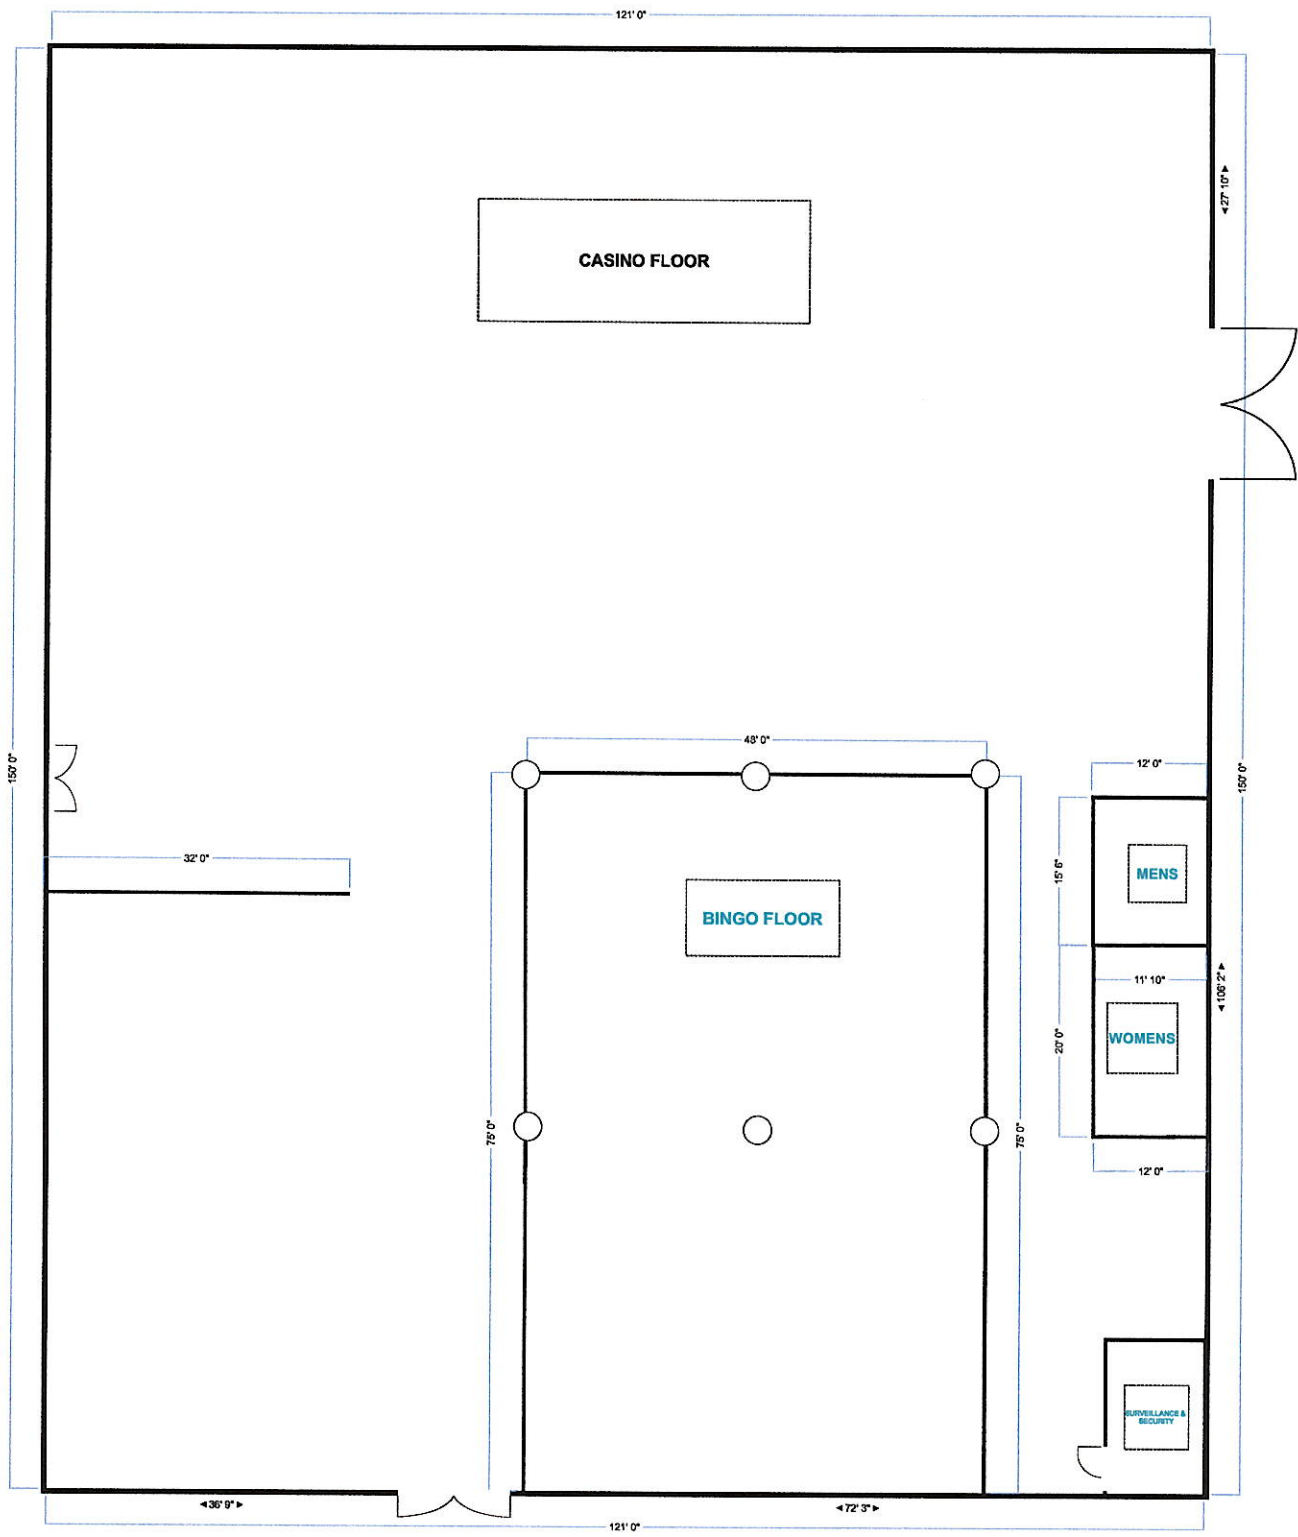 121' 0"
27' 10"
CASINO FLOOR
48' 0"
150' 0"
12' 0"
150' 0"
32' 0"
15' 6"
MENS
BINGO FLOOR
11' 10"
106' 2"
WOMENS
20' 0"
75' 0"
75' 0"
12' 0"
SURVEILLANCE &
SECURITY
36' 9"
72' 3"
121' 0"